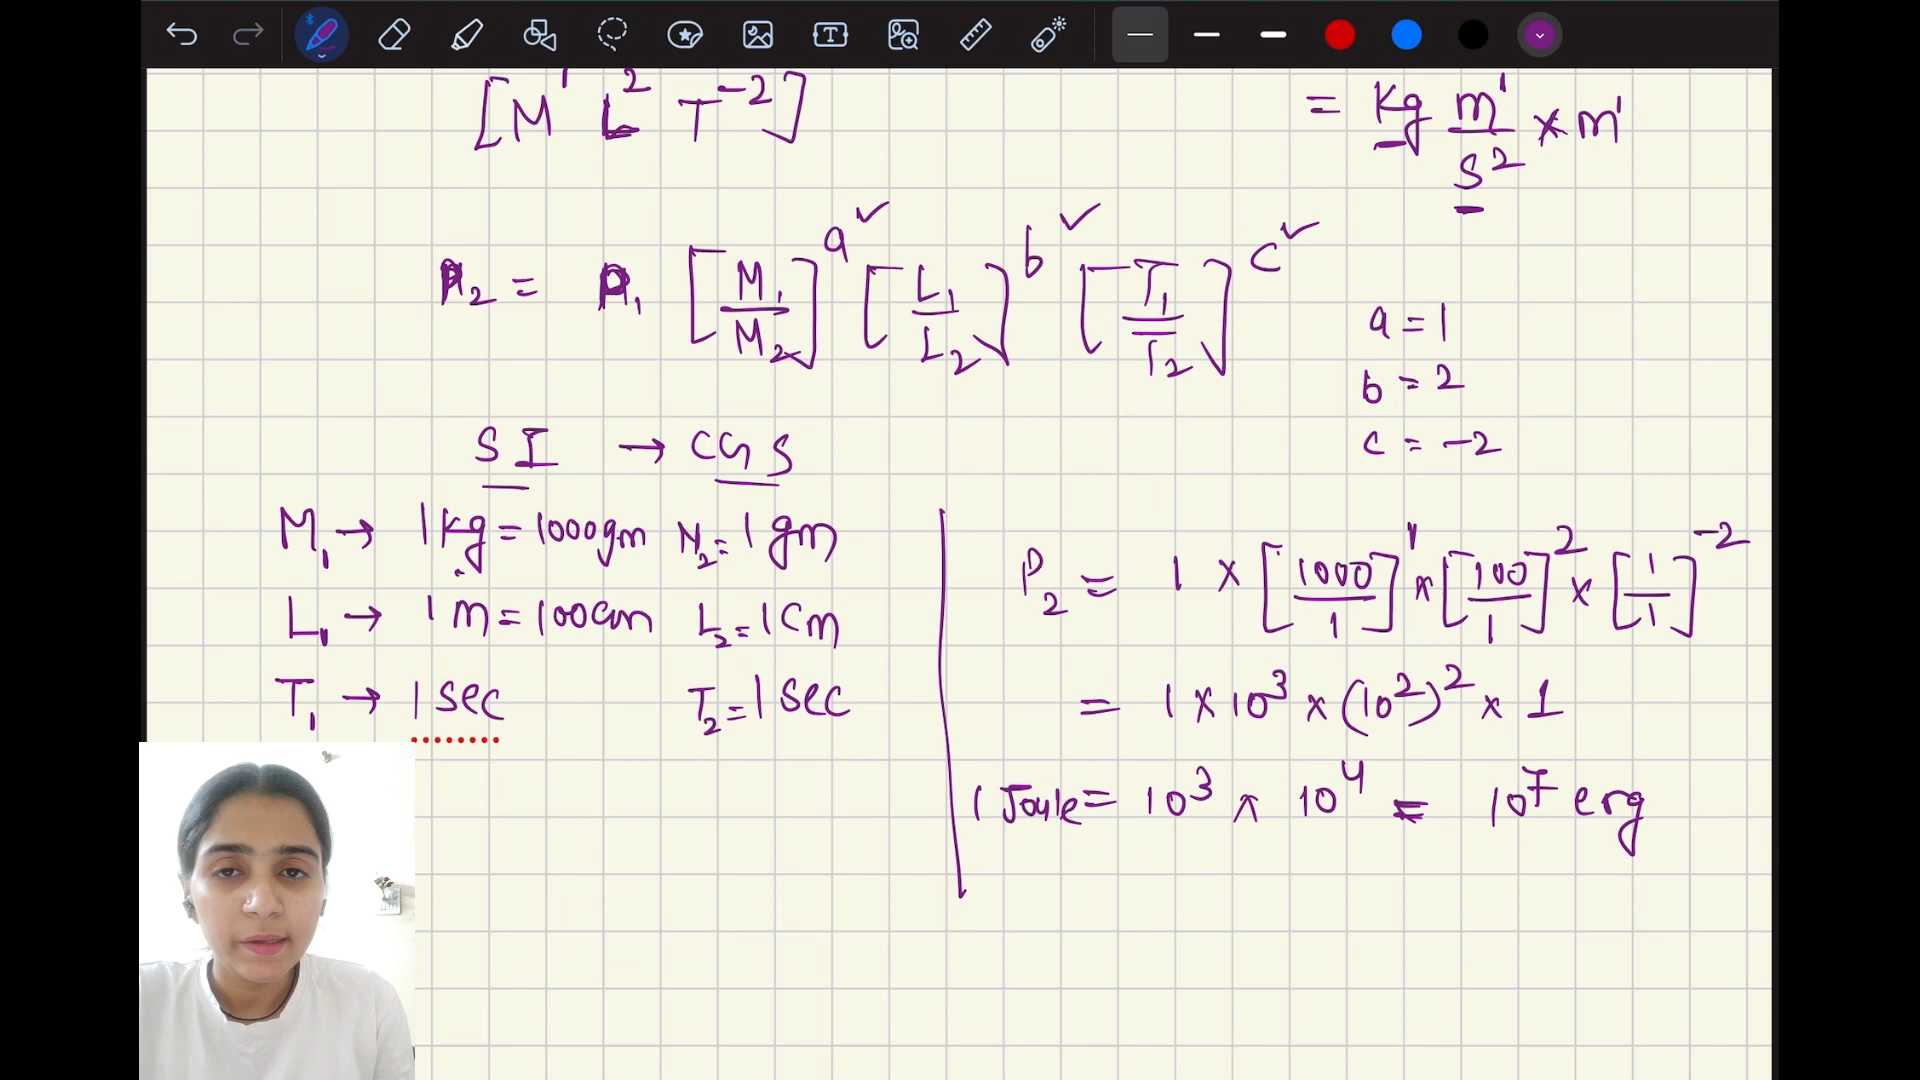 [M¹ L² T⁻²]
= kg m¹/s² × m¹
P₂ = P₁ [M₁/M₂]ᵃ [L₁/L₂]ᵇ [T₁/T₂]ᶜ
a = 1
b = 2
c = -2
SI → CGS
M₁ → 1kg = 1000gm M₂ = 1gm
L₁ → 1m = 100cm L₂ = 1cm
T₁ → 1sec T₂ = 1sec
P₂ = 1 × [1000/1]¹ × [100/1]² × [1/1]⁻²
= 1 × 10³ × (10²)² × 1
1 Joule = 10³ × 10⁴ = 10⁷ erg